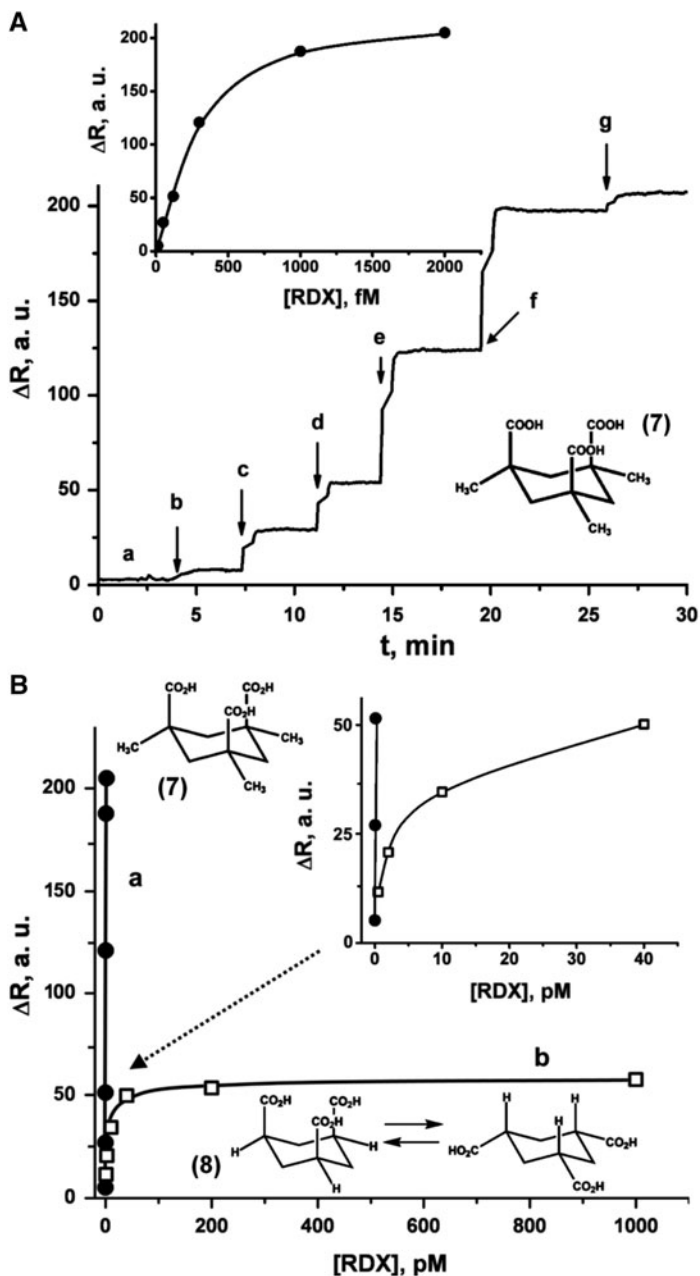 A
ΔR, a. u.
200
150
100
50
0
0 500 1000 1500 2000
[RDX], fM
ΔR, a. u.
200
150
100
50
0
a
b
c
d
e
f
g
COOH
COOH
COOH
(7)
H₃C
CH₃
CH₃
0 5 10 15 20 25 30
t, min
B
CO₂H
CO₂H
CO₂H
H₃C
CH₃
CH₃
(7)
ΔR, a. u.
200
150
100
50
0
a
ΔR, a. u.
50
25
0
0 10 20 30 40
[RDX], pM
b
CO₂H
CO₂H
CO₂H
H
H
H
(8)
H
H
H
HO₂C
CO₂H
CO₂H
0 200 400 600 800 1000
[RDX], pM